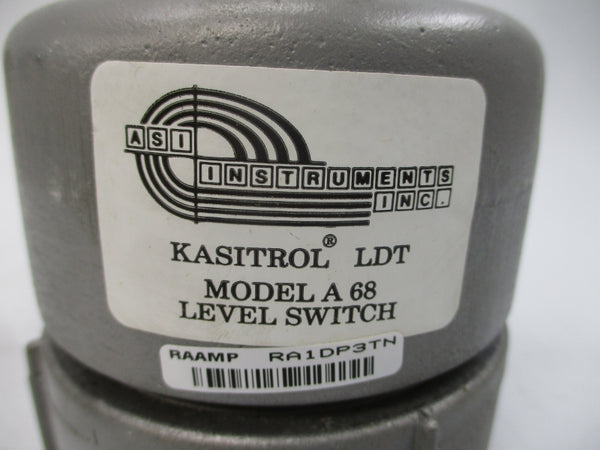 ASI
INSTRUMENTS
INC.
KASITROL® LDT
MODEL A 68
LEVEL SWITCH
RAAMP RA1DP3TN